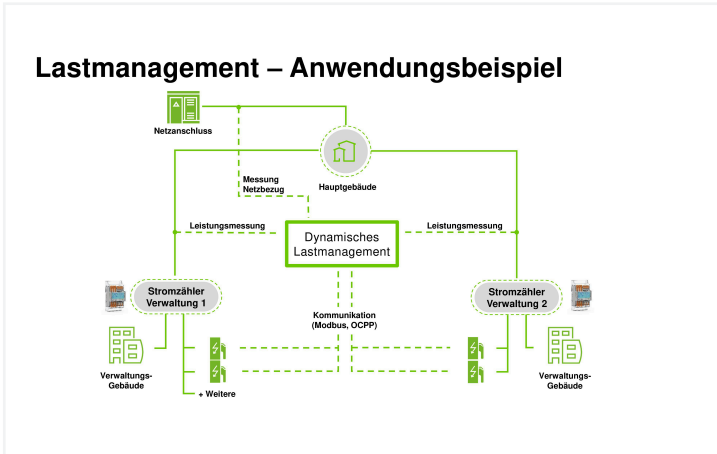 Lastmanagement – Anwendungsbeispiel
Netzanschluss
Messung
Netzbezug
Hauptgebäude
Leistungsmessung
Leistungsmessung
Dynamisches
Lastmanagement
Stromzähler
Verwaltung 1
Stromzähler
Verwaltung 2
Kommunikation
(Modbus, OCPP)
Verwaltungs-
Gebäude
+ Weitere
Verwaltungs-
Gebäude